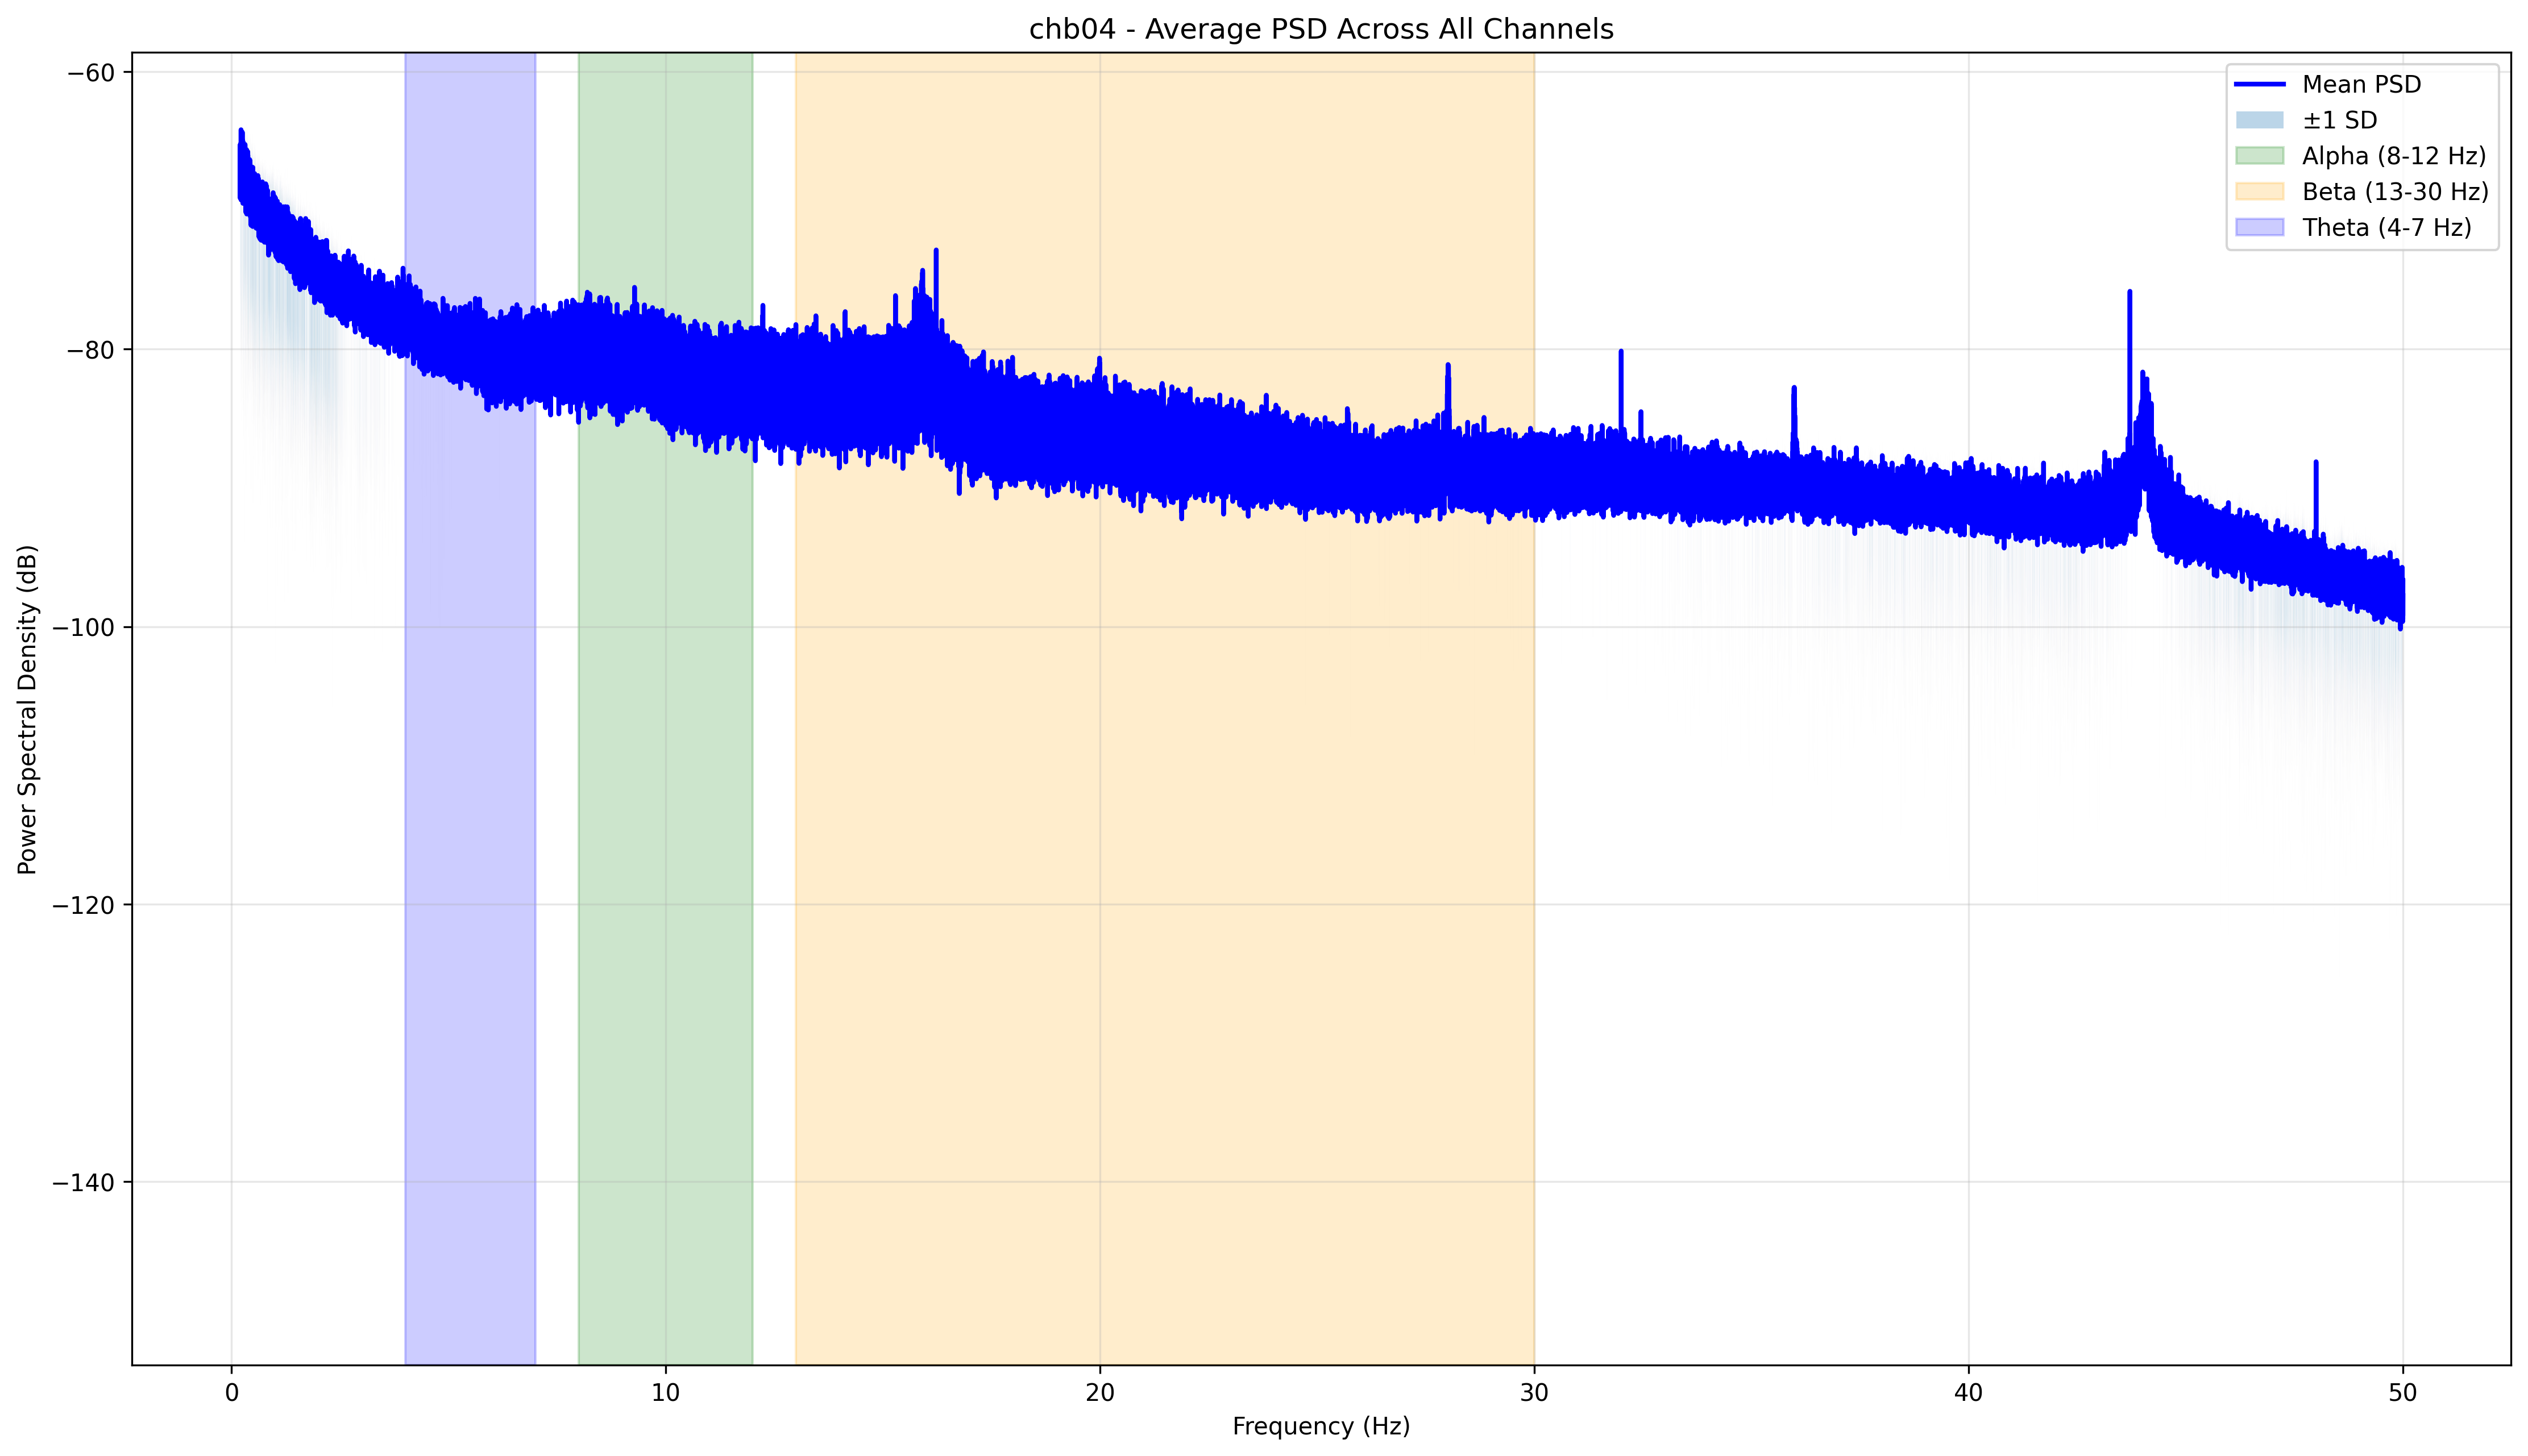 chb04 - Average PSD Across All Channels
Mean PSD
±1 SD
Alpha (8-12 Hz)
Beta (13-30 Hz)
Theta (4-7 Hz)
Power Spectral Density (dB)
−60
−80
−100
−120
−140
0 10 20 30 40 50
Frequency (Hz)